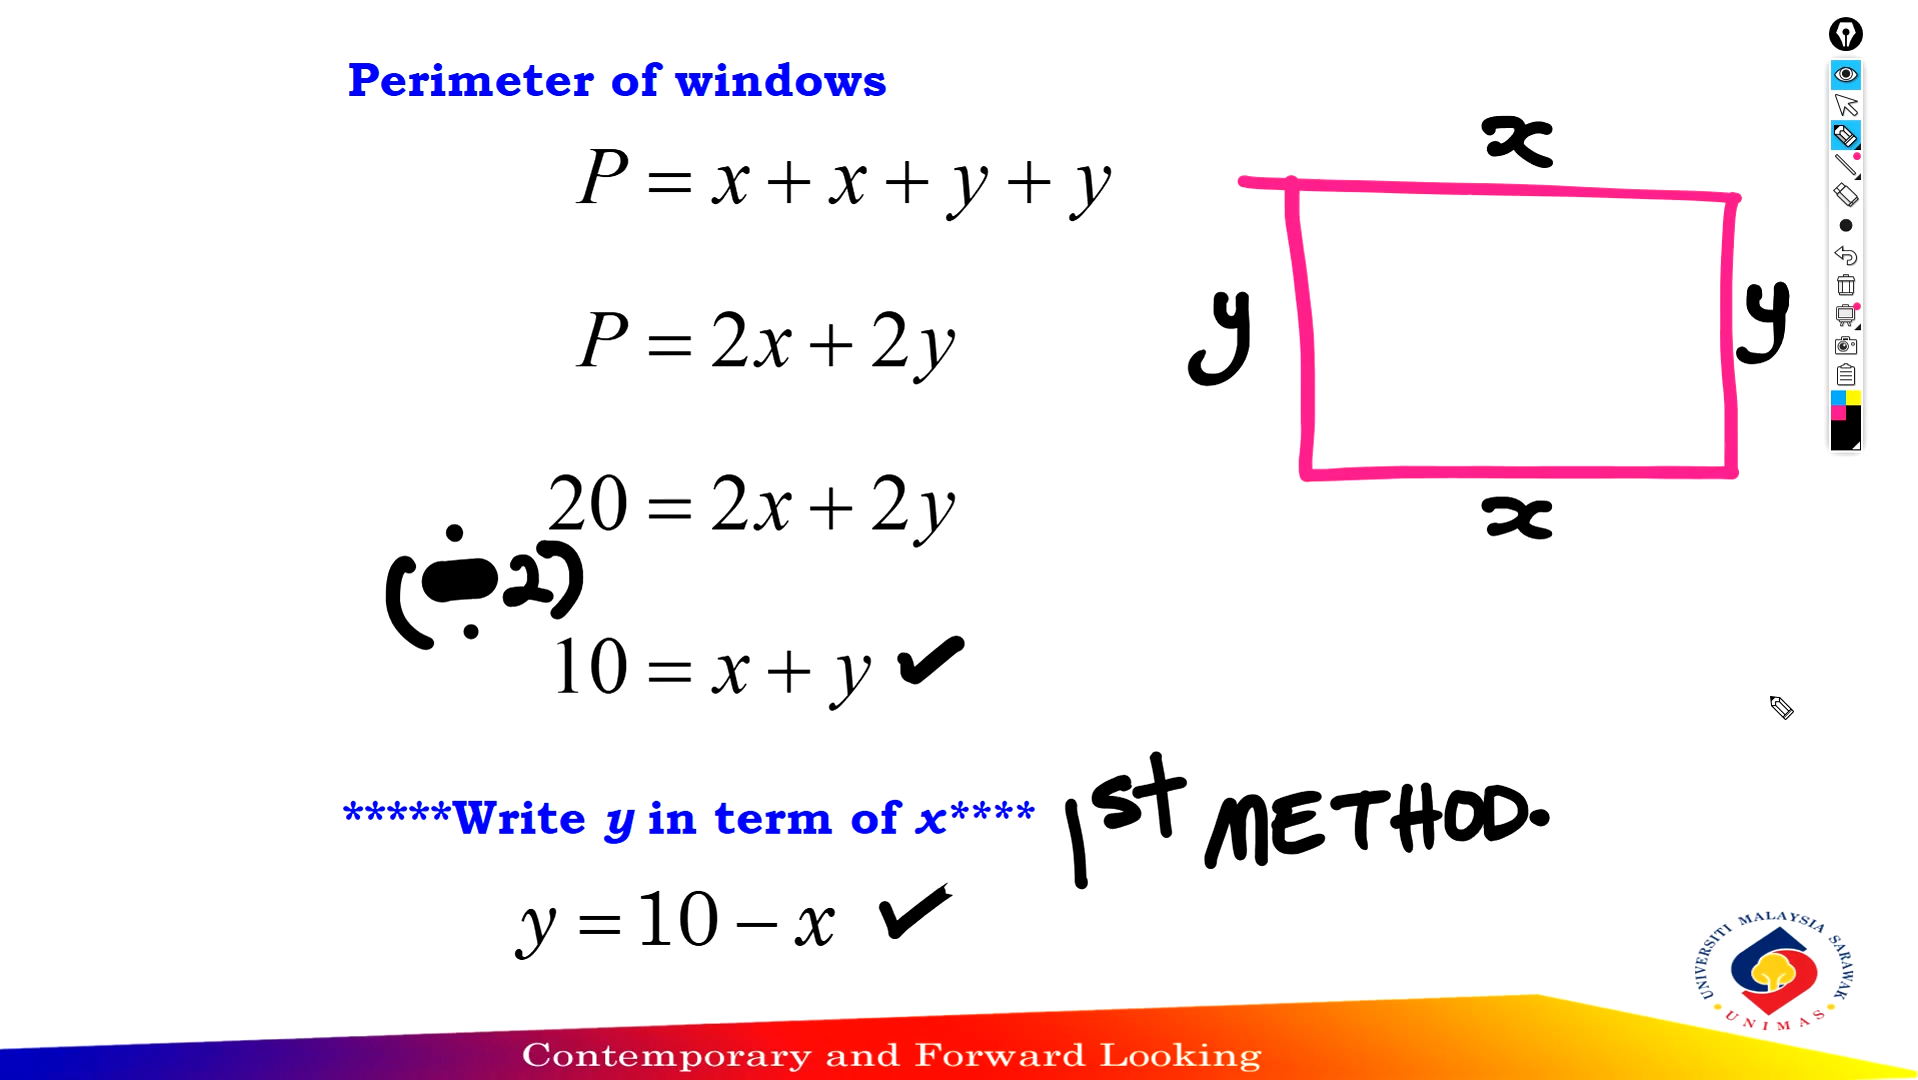 Perimeter of windows
P = x + x + y + y
P = 2x + 2y
20 = 2x + 2y
(÷2)
10 = x + y ✔
*****Write y in term of x****
1st METHOD.
y = 10 − x ✔
x
y
y
x
UNIVERSITI MALAYSIA SARAWAK
UNIMAS
Contemporary and Forward Looking